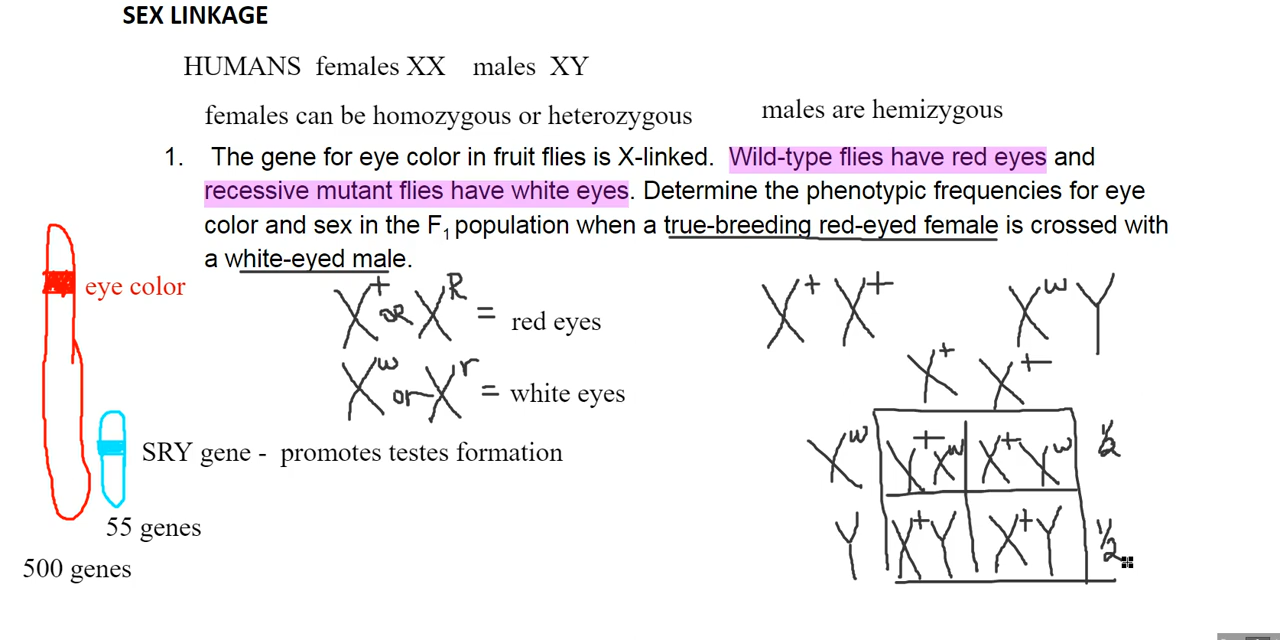 SEX LINKAGE
HUMANS females XX males XY
females can be homozygous or heterozygous
males are hemizygous
1. The gene for eye color in fruit flies is X-linked. Wild-type flies have red eyes and
recessive mutant flies have white eyes. Determine the phenotypic frequencies for eye
color and sex in the F1 population when a true-breeding red-eyed female is crossed with
a white-eyed male.
eye color
X+ OR XR = red eyes
Xw or Xr = white eyes
SRY gene - promotes testes formation
55 genes
500 genes
X+ X+ Xw Y
X+ X+
Xw X+Xw X+Xw 1/2
Y X+Y X+Y 1/2